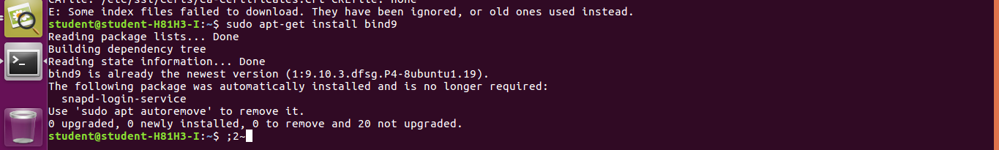 CAfile: /etc/ssl/certs/ca-certificates.crt CRLfile: none
E: Some index files failed to download. They have been ignored, or old ones used instead.
student@student-H81H3-I:~$ sudo apt-get install bind9
Reading package lists... Done
Building dependency tree
Reading state information... Done
bind9 is already the newest version (1:9.10.3.dfsg.P4-8ubuntu1.19).
The following package was automatically installed and is no longer required:
  snapd-login-service
Use 'sudo apt autoremove' to remove it.
0 upgraded, 0 newly installed, 0 to remove and 20 not upgraded.
student@student-H81H3-I:~$ ;2~